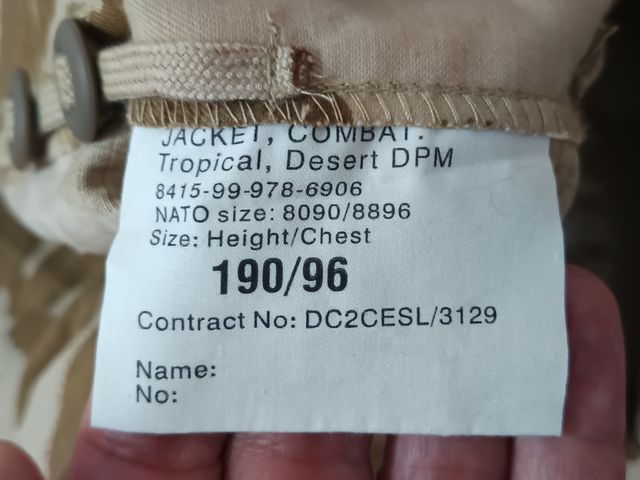 JACKET, COMBAT:
Tropical, Desert DPM
8415-99-978-6906
NATO size: 8090/8896
Size: Height/Chest
190/96
Contract No: DC2CESL/3129
Name:
No: